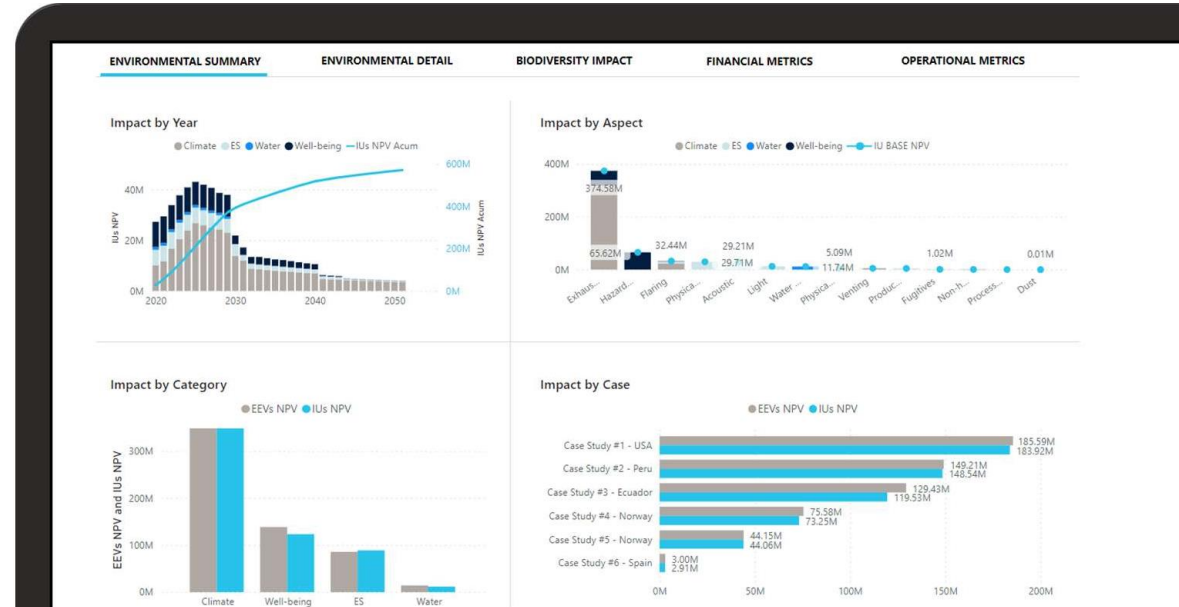 ENVIRONMENTAL SUMMARY ENVIRONMENTAL DETAIL BIODIVERSITY IMPACT FINANCIAL METRICS OPERATIONAL METRICS
Impact by Year
Climate ES Water Well-being IUs NPV Acum
IUs NPV
40M
20M
0M
600M
400M
200M
0M
IUs NPV Acum
2020 2030 2040 2050
Impact by Aspect
Climate ES Water Well-being IU BASE NPV
400M
200M
0M
374.58M
65.62M
32.44M
29.21M
29.71M
5.09M
11.74M
1.02M
0.01M
Exhaus... Hazard... Flaring Physica... Acoustic Light Water ... Physica... Venting Produc... Fugitives Non-h... Process... Dust
Impact by Category
EEVs NPV IUs NPV
EEVs NPV and IUs NPV
300M
200M
100M
0M
Climate Well-being ES Water
Impact by Case
EEVs NPV IUs NPV
Case Study #1 - USA 185.59M
183.92M
Case Study #2 - Peru 149.21M
148.54M
Case Study #3 - Ecuador 129.43M
119.53M
Case Study #4 - Norway 75.58M
73.25M
Case Study #5 - Norway 44.15M
44.06M
Case Study #6 - Spain 3.00M
2.91M
0M 50M 100M 150M 200M